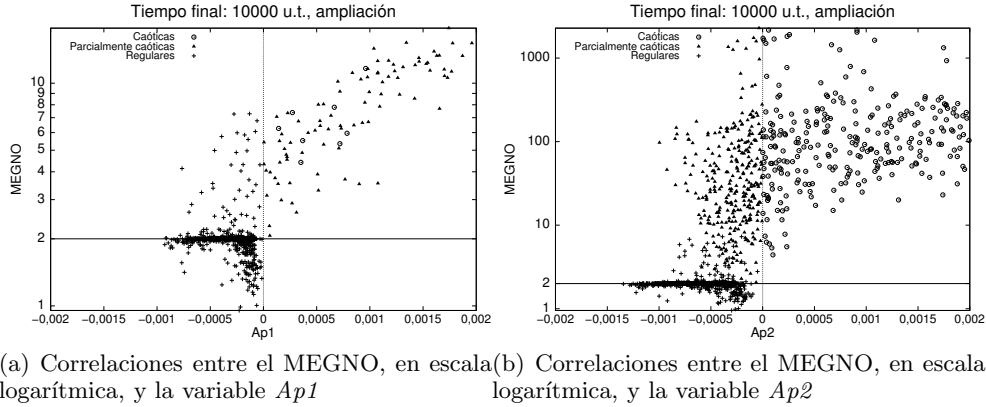 Tiempo final: 10000 u.t., ampliación
Caóticas
Parcialmente caóticas
Regulares
10
9
8
7
6
5
4
3
2
1
MEGNO
−0,002 −0,0015 −0,001 −0,0005 0 0,0005 0,001 0,0015 0,002
Ap1
Tiempo final: 10000 u.t., ampliación
Caóticas
Parcialmente caóticas
Regulares
1000
100
10
2
1
MEGNO
−0,002 −0,0015 −0,001 −0,0005 0 0,0005 0,001 0,0015 0,002
Ap2
(a) Correlaciones entre el MEGNO, en escala
logarítmica, y la variable Ap1
(b) Correlaciones entre el MEGNO, en escala
logarítmica, y la variable Ap2